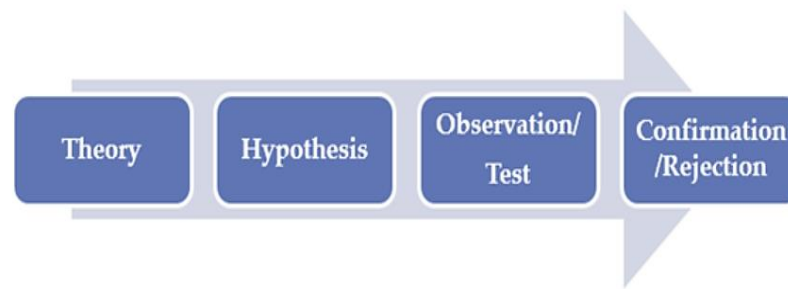 Theory
Hypothesis
Observation/
Test
Confirmation
/Rejection